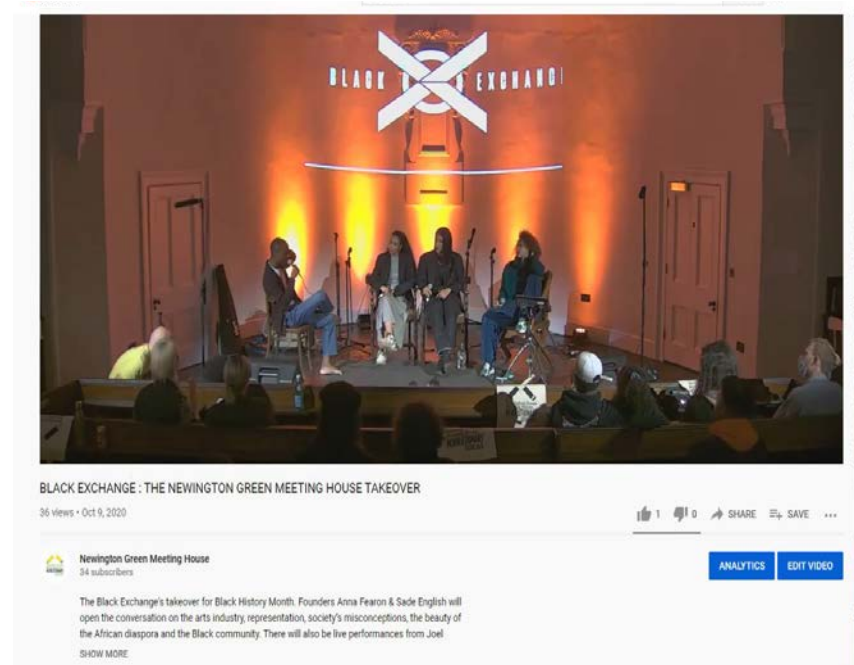 BLACK EXCHANG
BLACK EXCHANGE : THE NEWINGTON GREEN MEETING HOUSE TAKEOVER
36 views • Oct 9, 2020
1 0 SHARE SAVE ...
Newington Green Meeting House
34 subscribers
ANALYTICS EDIT VIDEO
The Black Exchange's takeover for Black History Month. Founders Anna Fearon & Sade English will
open the conversation on the arts industry, representation, society's misconceptions, the beauty of
the African diaspora and the Black community. There will also be live performances from Joel
SHOW MORE